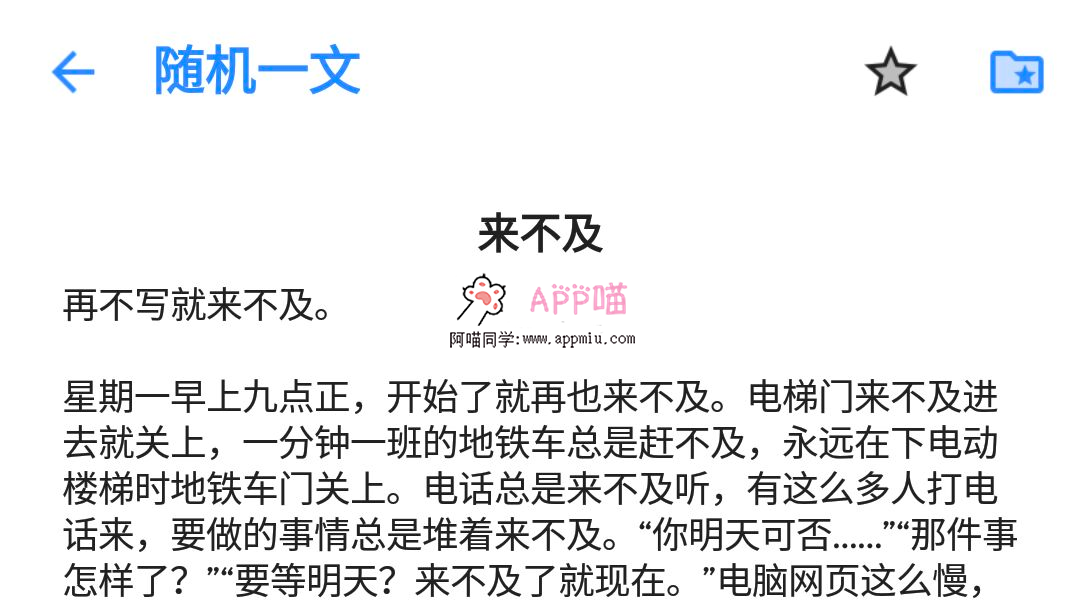 随机一文
来不及
再不写就来不及。
APP喵
阿喵同学:www.appmiu.com
星期一早上九点正，开始了就再也来不及。电梯门来不及进
去就关上，一分钟一班的地铁车总是赶不及，永远在下电动
楼梯时地铁车门关上。电话总是来不及听，有这么多人打电
话来，要做的事情总是堆着来不及。“你明天可否……”“那件事
怎样了？”“要等明天？来不及了就现在。”电脑网页这么慢，